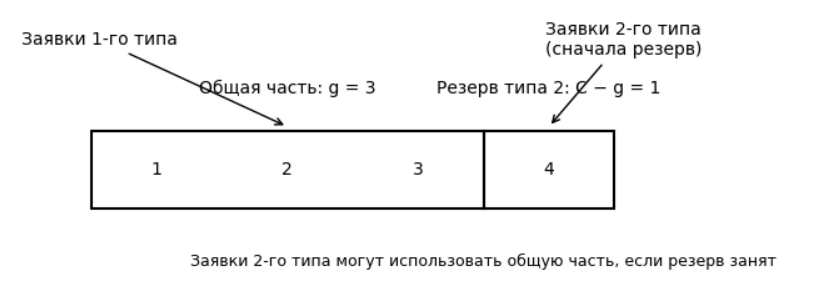 Заявки 1-го типа
Заявки 2-го типа
(сначала резерв)
Общая часть: g = 3
Резерв типа 2: C − g = 1
1
2
3
4
Заявки 2-го типа могут использовать общую часть, если резерв занят